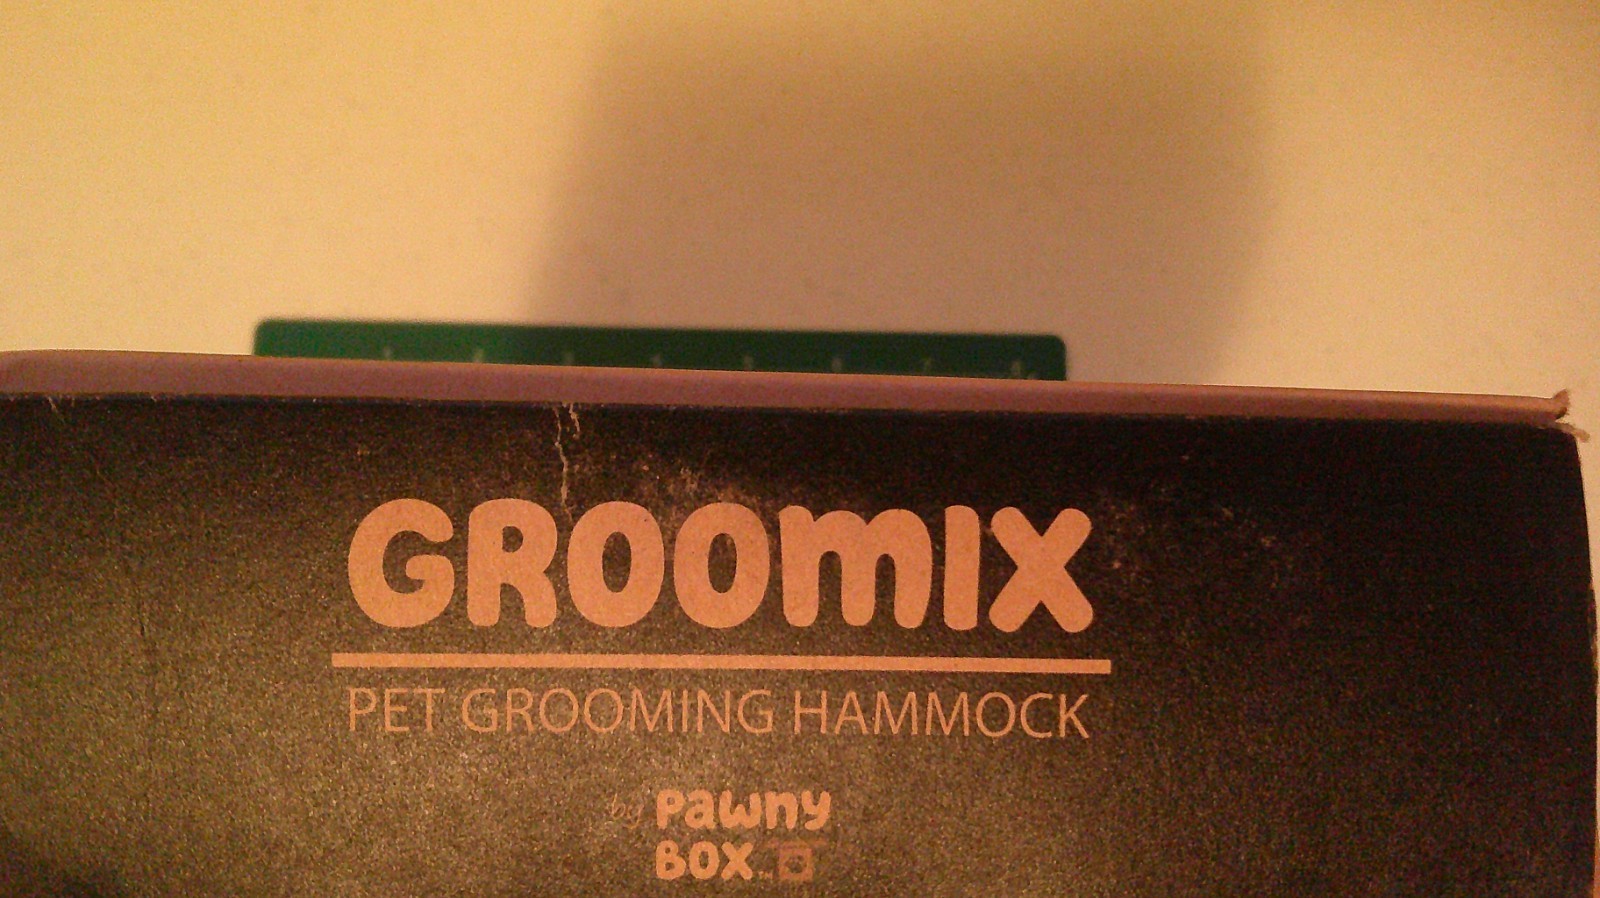 GROOMIX
PET GROOMING HAMMOCK
by Pawny
BOX